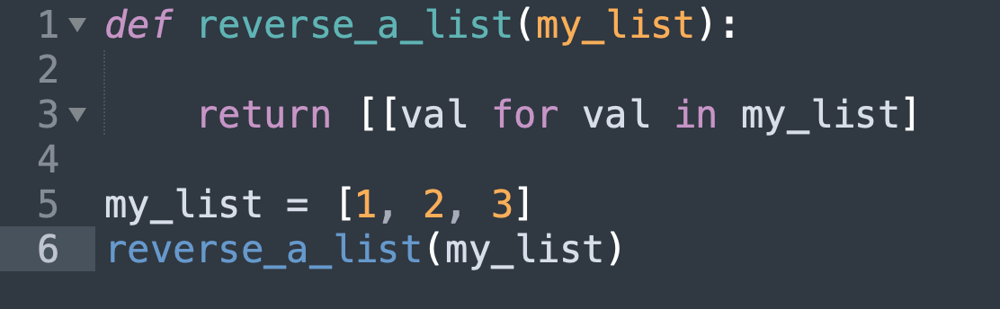 1 def reverse_a_list(my_list):
2
3 return [[val for val in my_list]
4
5 my_list = [1, 2, 3]
6 reverse_a_list(my_list)